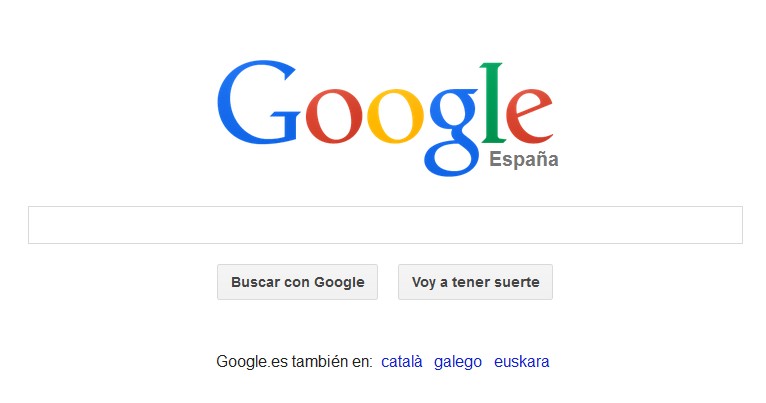 Google
España
Buscar con Google Voy a tener suerte
Google.es también en: català galego euskara